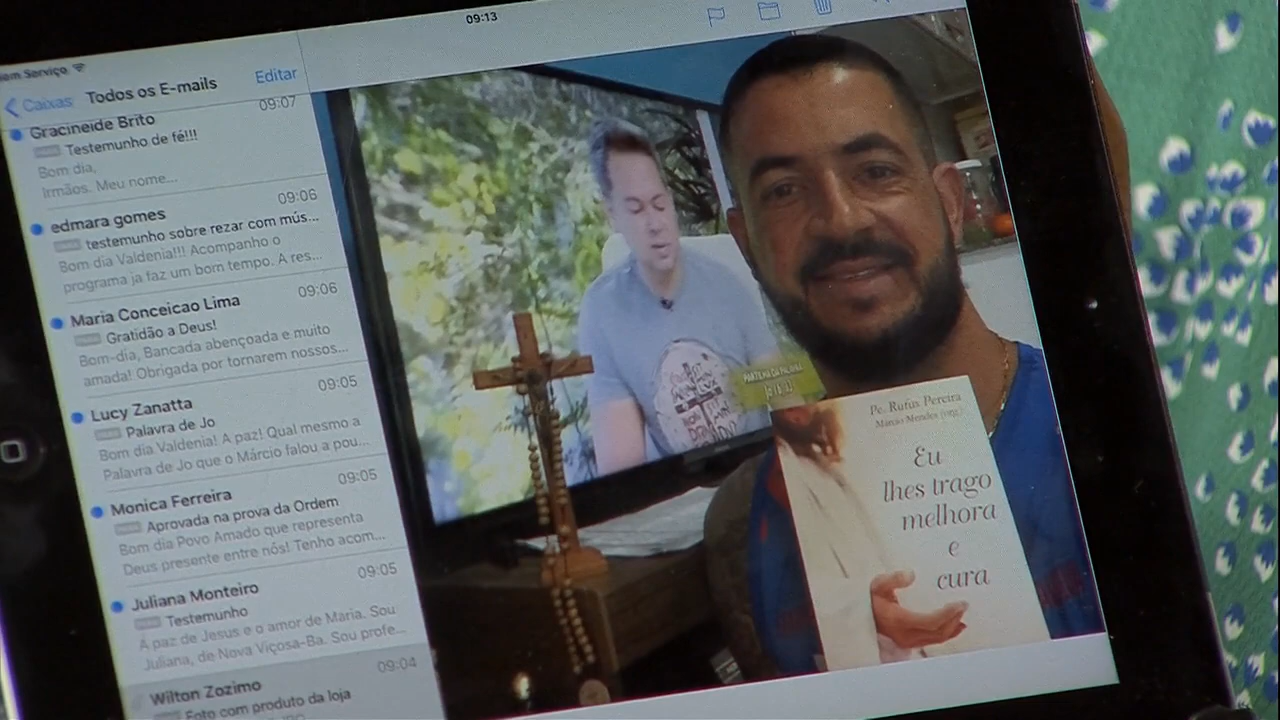 09:13
Serviço
Caixas
Todos os E-mails
Editar
09:07
Gracineide Brito
Testemunho de fé!!!
Bom dia,
Irmãos. Meu nome...
09:06
edmara gomes
testemunho sobre rezar com mús...
Bom dia Valdenia!!! Acompanho o
programa ja faz um bom tempo. A res...
09:06
Maria Conceicao Lima
Gratidão a Deus!
Bom-dia, Bancada abençoada e muito
amada! Obrigada por tornarem nossos...
09:05
Lucy Zanatta
Palavra de Jo
Bom dia Valdenia! A paz! Qual mesmo a
Palavra de Jo que o Márcio falou a pou...
09:05
Monica Ferreira
Aprovada na prova da Ordem
Bom dia Povo Amado que representa
Deus presente entre nós! Tenho acom...
09:05
Juliana Monteiro
Testemunho
A paz de Jesus e o amor de Maria. Sou
Juliana, de Nova Viçosa-Ba. Sou profe...
09:04
Wilton Zozimo
Foto com produto da loja
Pe. Rufus Pereira
Márcio Mendes (org.)
Eu
lhes trago
melhora
e
cura